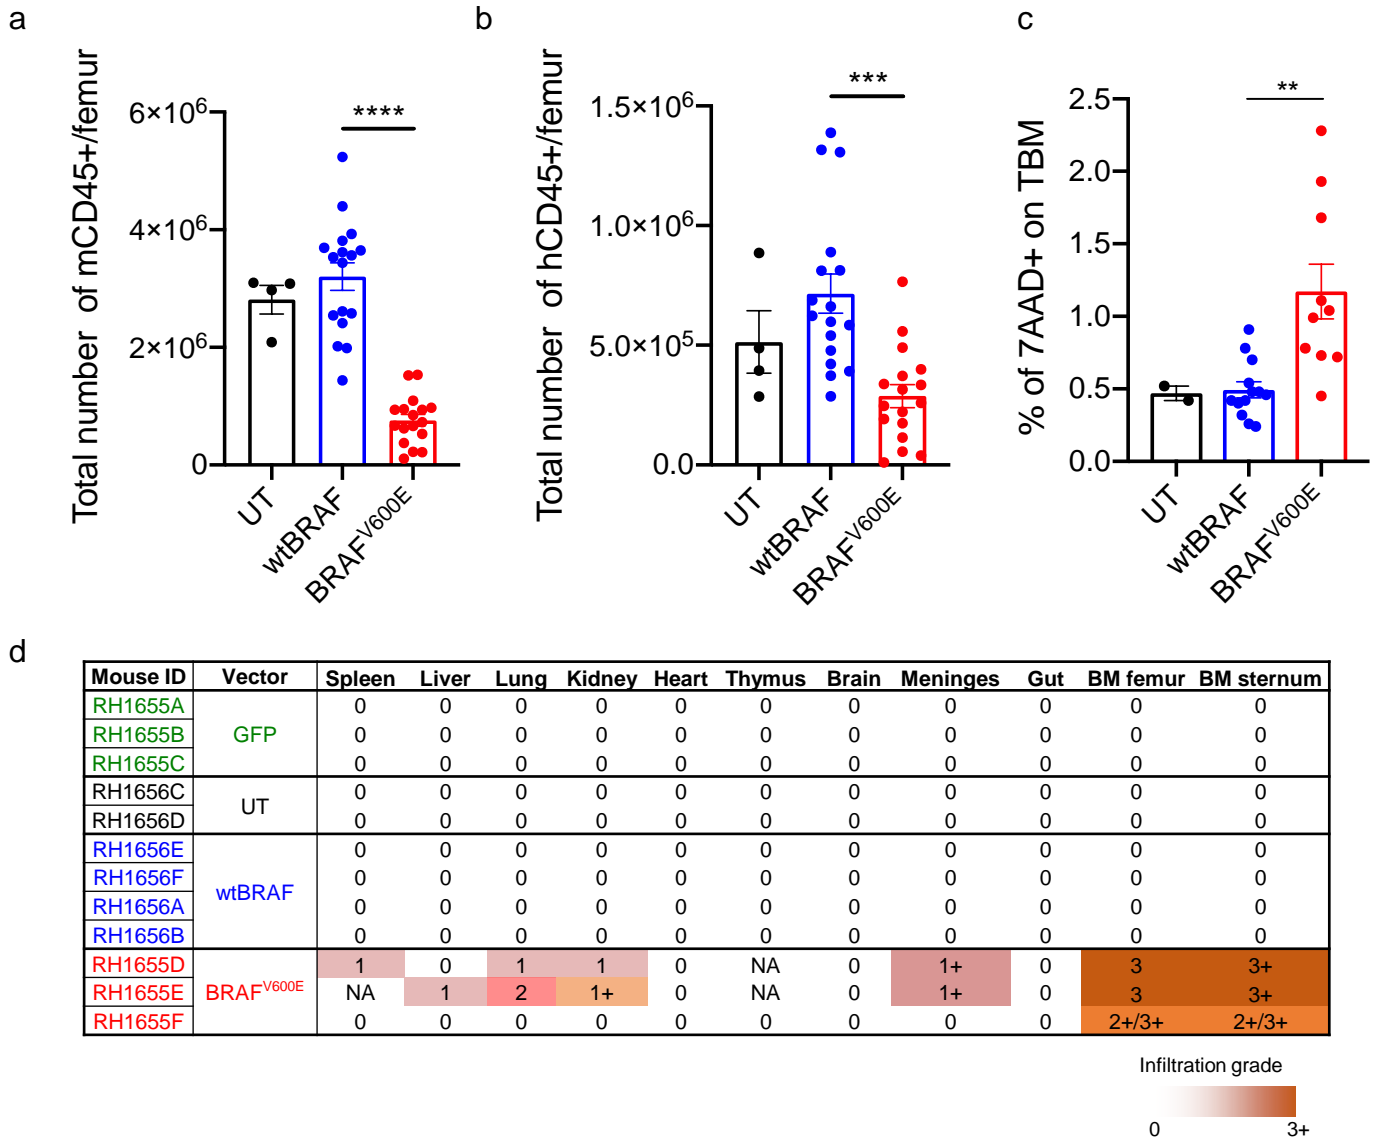 a
b
c
Total number of mCD45+/femur
6×10⁶
4×10⁶
2×10⁶
0
****
UT
wtBRAF
BRAFV600E
Total number of hCD45+/femur
1.5×10⁶
1.0×10⁶
5.0×10⁵
0.0
***
UT
wtBRAF
BRAFV600E
% of 7AAD+ on TBM
2.5
2.0
1.5
1.0
0.5
0.0
**
UT
wtBRAF
BRAFV600E
d
Mouse ID Vector Spleen Liver Lung Kidney Heart Thymus Brain Meninges Gut BM femur BM sternum
RH1655A 0 0 0 0 0 0 0 0 0 0 0
RH1655B GFP 0 0 0 0 0 0 0 0 0 0 0
RH1655C 0 0 0 0 0 0 0 0 0 0 0
RH1656C UT 0 0 0 0 0 0 0 0 0 0 0
RH1656D 0 0 0 0 0 0 0 0 0 0 0
RH1656E wtBRAF 0 0 0 0 0 0 0 0 0 0 0
RH1656F 0 0 0 0 0 0 0 0 0 0 0
RH1656A 0 0 0 0 0 0 0 0 0 0 0
RH1656B 0 0 0 0 0 0 0 0 0 0 0
RH1655D 1 0 1 1 0 NA 0 1+ 0 3 3+
RH1655E BRAFV600E NA 1 2 1+ 0 NA 0 1+ 0 3 3+
RH1655F 0 0 0 0 0 0 0 0 0 2+/3+ 2+/3+
Infiltration grade
0 3+